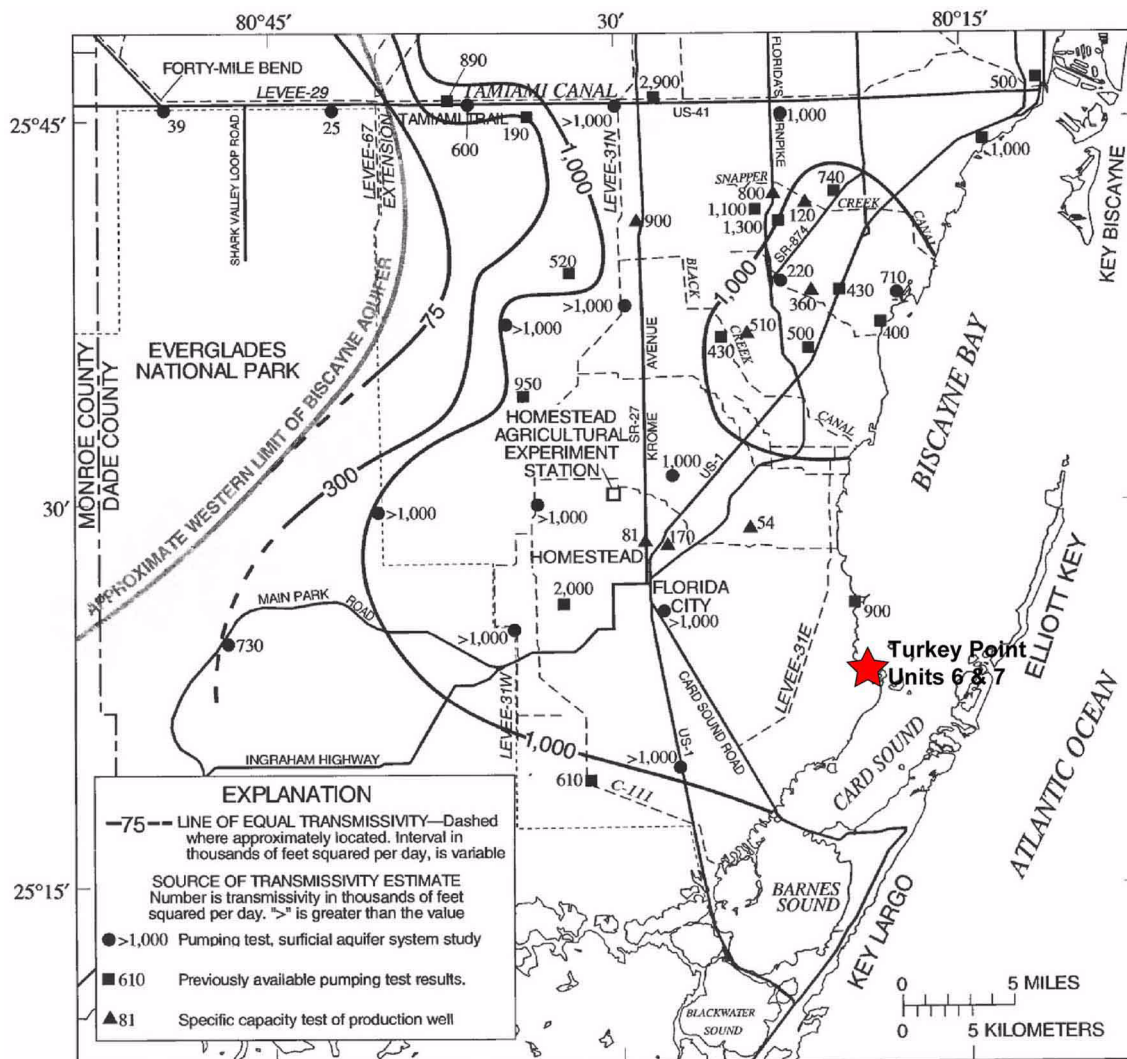 80°45′
30′
80°15′
FORTY-MILE BEND
LEVEE-29
890
TAMIAMI CANAL
2,900
500
25°45′
39
25
TAMIAMI TRAIL
190
600
>1,000
US-41
1,000
1,000
SHARK VALLEY LOOP ROAD
LEVEE-67
EXTENSION
1,000
LEVEE-31N
FLORIDA'S
TURNPIKE
SNAPPER
CREEK
CANAL
800
740
120
1,100
1,300
900
SR-874
KEY BISCAYNE
520
BLACK
CREEK
CANAL
1,000
220
360
430
710
>1,000
75
>1,000
510
430
500
400
EVERGLADES
NATIONAL PARK
MONROE COUNTY
DADE COUNTY
APPROXIMATE WESTERN LIMIT OF BISCAYNE AQUIFER
950
HOMESTEAD
AGRICULTURAL
EXPERIMENT
STATION
SR-27
KROME
AVENUE
US-1
BISCAYNE BAY
1,000
300
30′
>1,000
>1,000
81
170
54
HOMESTEAD
MAIN PARK
ROAD
2,000
FLORIDA
CITY
>1,000
900
ELLIOTT KEY
730
>1,000
LEVEE-31E
Turkey Point
Units 6 & 7
LEVEE-31W
CARD SOUND ROAD
CARD SOUND
ATLANTIC OCEAN
INGRAHAM HIGHWAY
1,000
>1,000
US-1
610
C-111
25°15′
BARNES
SOUND
KEY LARGO
BLACKWATER
SOUND
EXPLANATION
75 LINE OF EQUAL TRANSMISSIVITY—Dashed
where approximately located. Interval in
thousands of feet squared per day, is variable
SOURCE OF TRANSMISSIVITY ESTIMATE
Number is transmissivity in thousands of feet
squared per day. ">" is greater than the value
>1,000 Pumping test, surficial aquifer system study
610 Previously available pumping test results.
81 Specific capacity test of production well
0 5 MILES
0 5 KILOMETERS